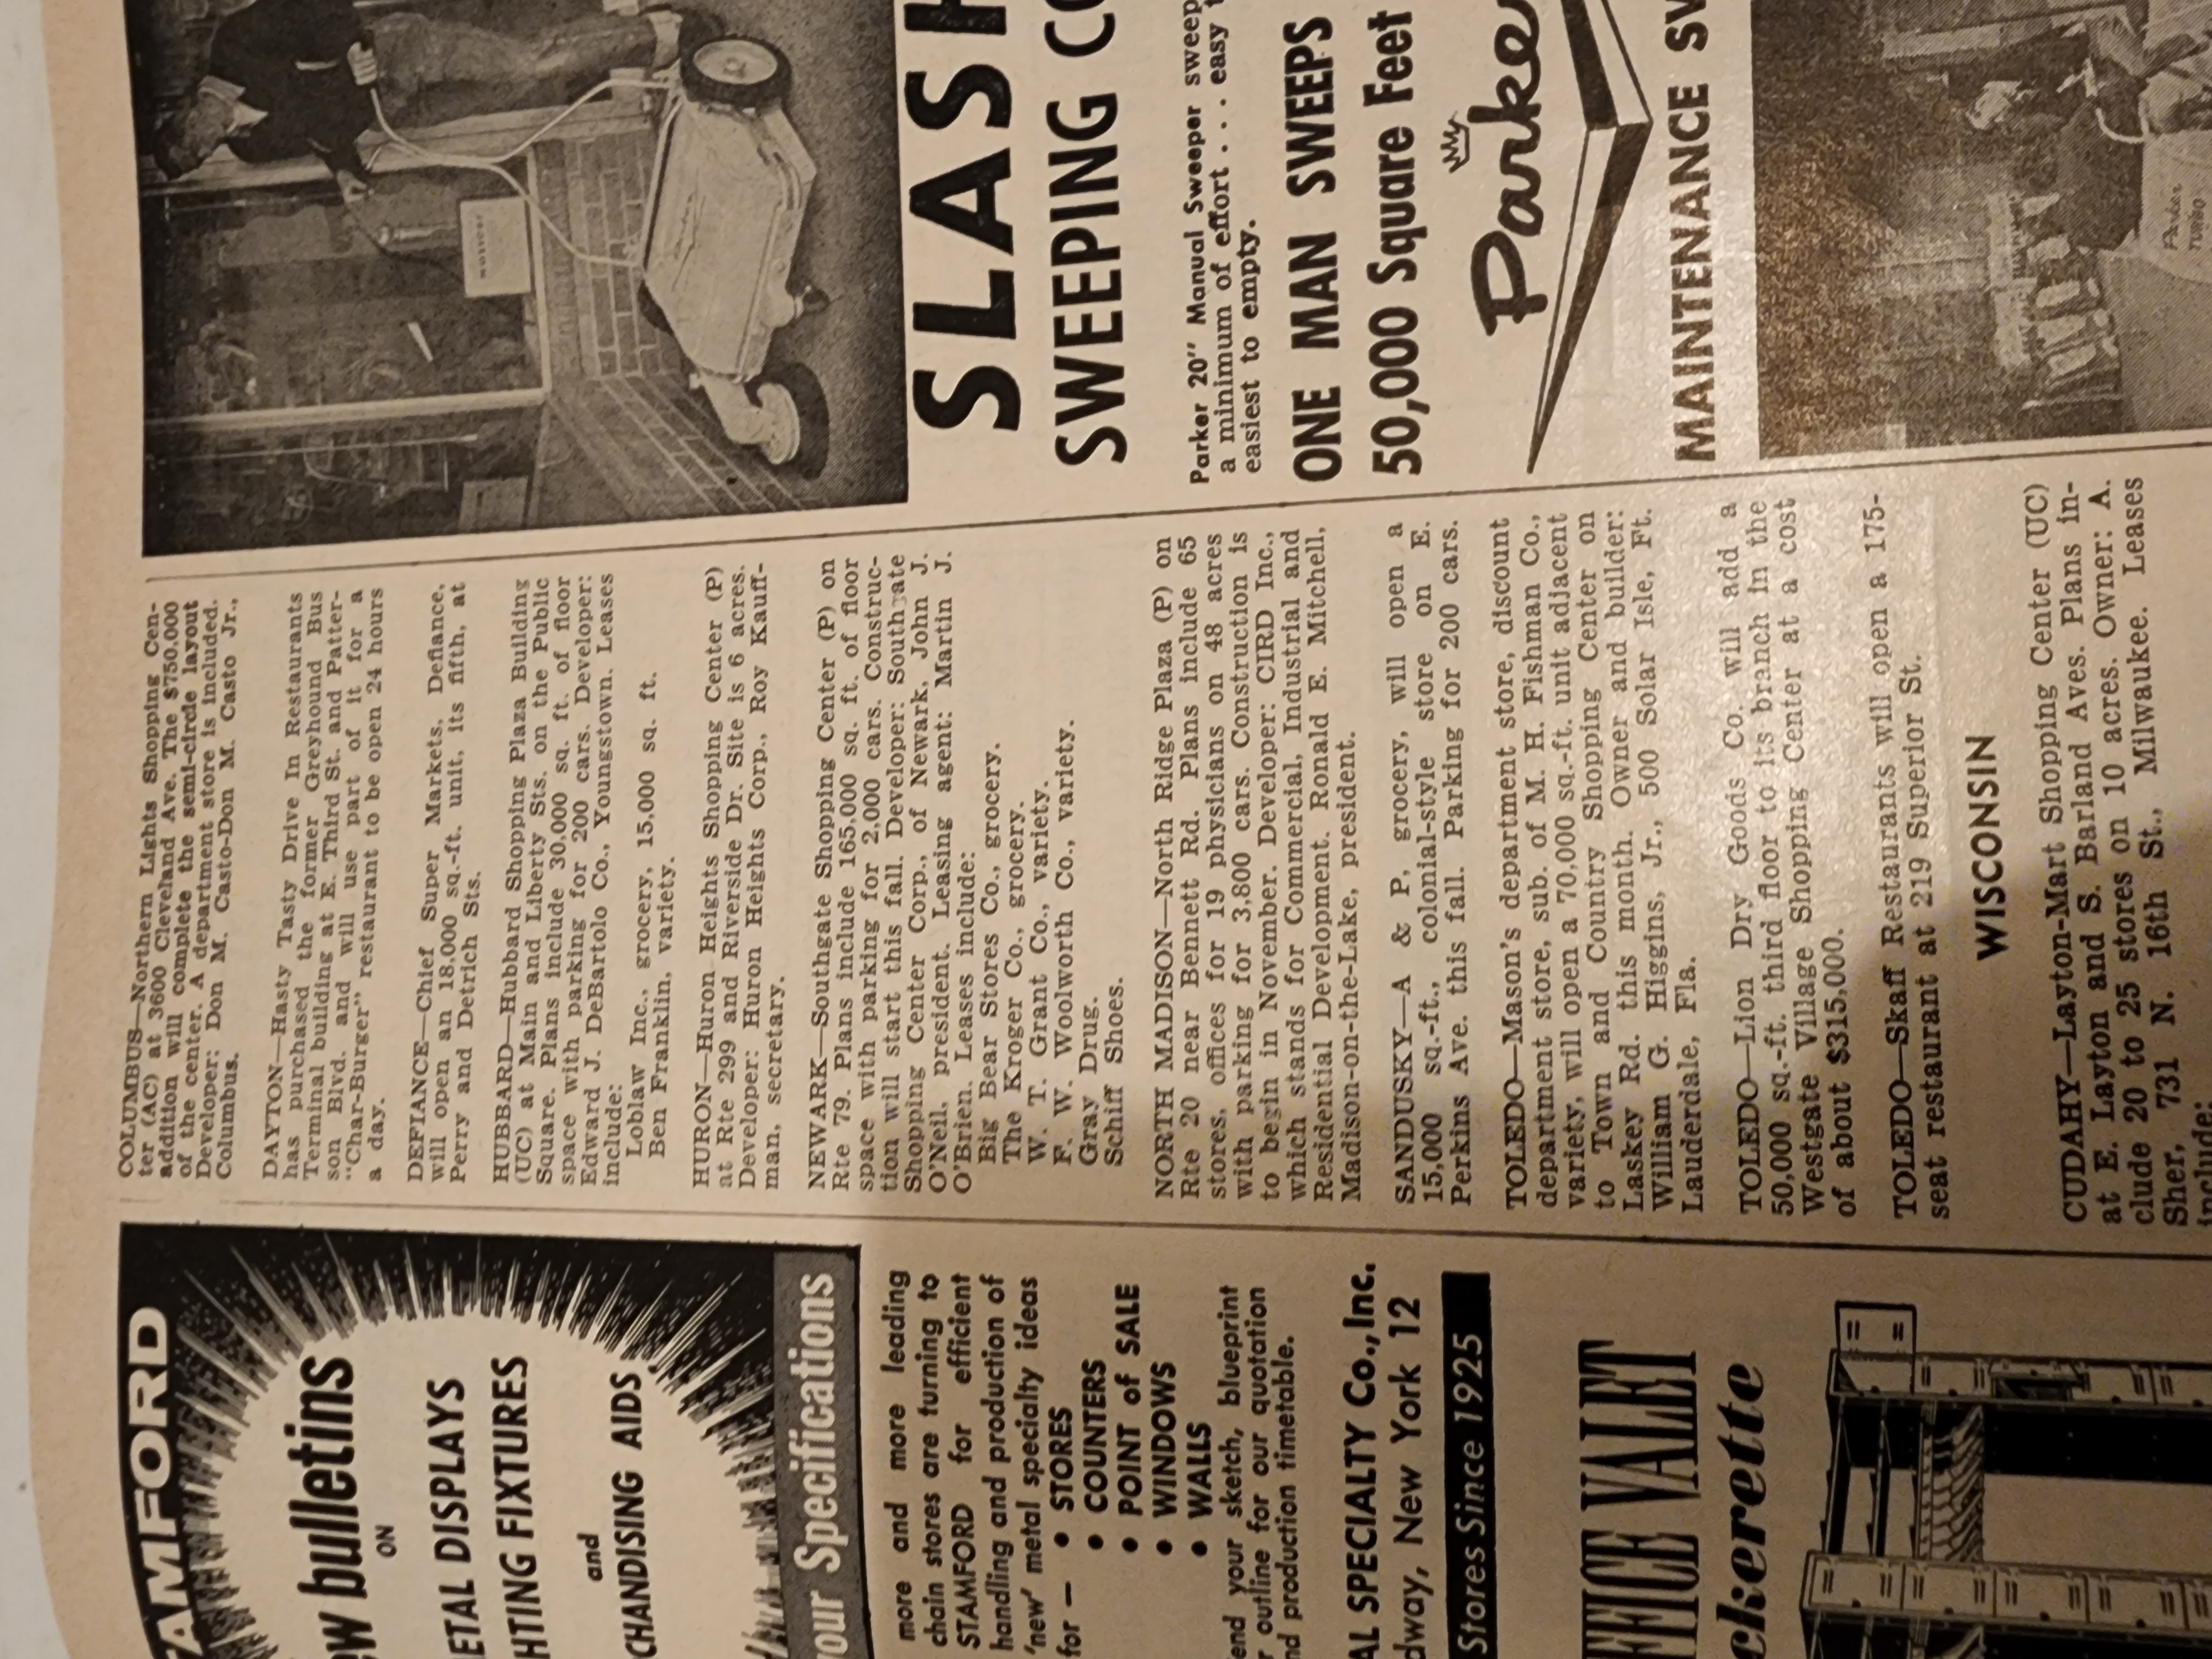 AMFORD
ew bulletins
ON
ETAL DISPLAYS
HTING FIXTURES
and
CHANDISING AIDS
our Specifications
more and more leading
chain stores are turning to
STAMFORD for efficient
handling and production of
'new' metal specialty ideas
for — • STORES
• COUNTERS
• POINT of SALE
• WINDOWS
• WALLS
end your sketch, blueprint
r outline for our quotation
nd production timetable.
AL SPECIALTY Co., Inc.
dway, New York 12
Stores Since 1925
FFICE VALET
ckerette
COLUMBUS—Northern Lights Shopping Cen-
ter (AC) at 3600 Cleveland Ave. The $750,000
addition will complete the semi-circle layout
of the center. A department store is included.
Developer: Don M. Casto-Don M. Casto Jr.,
Columbus.
DAYTON—Hasty Tasty Drive In Restaurants
has purchased the former Greyhound Bus
Terminal building at E. Third St. and Patter-
son Blvd. and will use part of it for a
"Char-Burger" restaurant to be open 24 hours
a day.
DEFIANCE—Chief Super Markets, Defiance,
will open an 18,000 sq.-ft. unit, its fifth, at
Perry and Detrich Sts.
HUBBARD—Hubbard Shopping Plaza Building
(UC) at Main and Liberty Sts. on the Public
Square. Plans include 30,000 sq. ft. of floor
space with parking for 200 cars. Developer:
Edward J. DeBartolo Co., Youngstown. Leases
include:
Loblaw Inc., grocery, 15,000 sq. ft.
Ben Franklin, variety.
HURON—Huron Heights Shopping Center (P)
at Rte 299 and Riverside Dr. Site is 6 acres.
Developer: Huron Heights Corp., Roy Kauff-
man, secretary.
NEWARK—Southgate Shopping Center (P) on
Rte 79. Plans include 165,000 sq. ft. of floor
space with parking for 2,000 cars. Construc-
tion will start this fall. Developer: Southgate
Shopping Center Corp., of Newark, John J.
O'Neil, president. Leasing agent: Martin J.
O'Brien. Leases include:
Big Bear Stores Co., grocery.
The Kroger Co., grocery.
W. T. Grant Co., variety.
F. W. Woolworth Co., variety.
Gray Drug.
Schiff Shoes.
NORTH MADISON—North Ridge Plaza (P) on
Rte 20 near Bennett Rd. Plans include 65
stores, offices for 19 physicians on 48 acres
with parking for 3,800 cars. Construction is
to begin in November. Developer: CIRD Inc.,
which stands for Commercial, Industrial and
Residential Development. Ronald E. Mitchell,
Madison-on-the-Lake, president.
SANDUSKY—A & P, grocery, will open a
15,000 sq.-ft., colonial-style store on E.
Perkins Ave. this fall. Parking for 200 cars.
TOLEDO—Mason's department store, discount
department store, sub. of M. H. Fishman Co.,
variety, will open a 70,000 sq.-ft. unit adjacent
to Town and Country Shopping Center on
Laskey Rd. this month. Owner and builder:
William G. Higgins, Jr., 500 Solar Isle, Ft.
Lauderdale, Fla.
TOLEDO—Lion Dry Goods Co. will add a
50,000 sq.-ft. third floor to its branch in the
Westgate Village Shopping Center at a cost
of about $315,000.
TOLEDO—Skaff Restaurants will open a 175-
seat restaurant at 219 Superior St.
WISCONSIN
CUDAHY—Layton-Mart Shopping Center (UC)
at E. Layton and S. Barland Aves. Plans in-
clude 20 to 25 stores on 10 acres. Owner: A.
Sher, 731 N. 16th St., Milwaukee. Leases
include:
SLASH
SWEEPING CO
Parker 20" Manual Sweeper sweep
a minimum of effort . . . easy t
easiest to empty.
ONE MAN SWEEPS
50,000 Square Feet
Parke
MAINTENANCE SW
Parker
TURBO